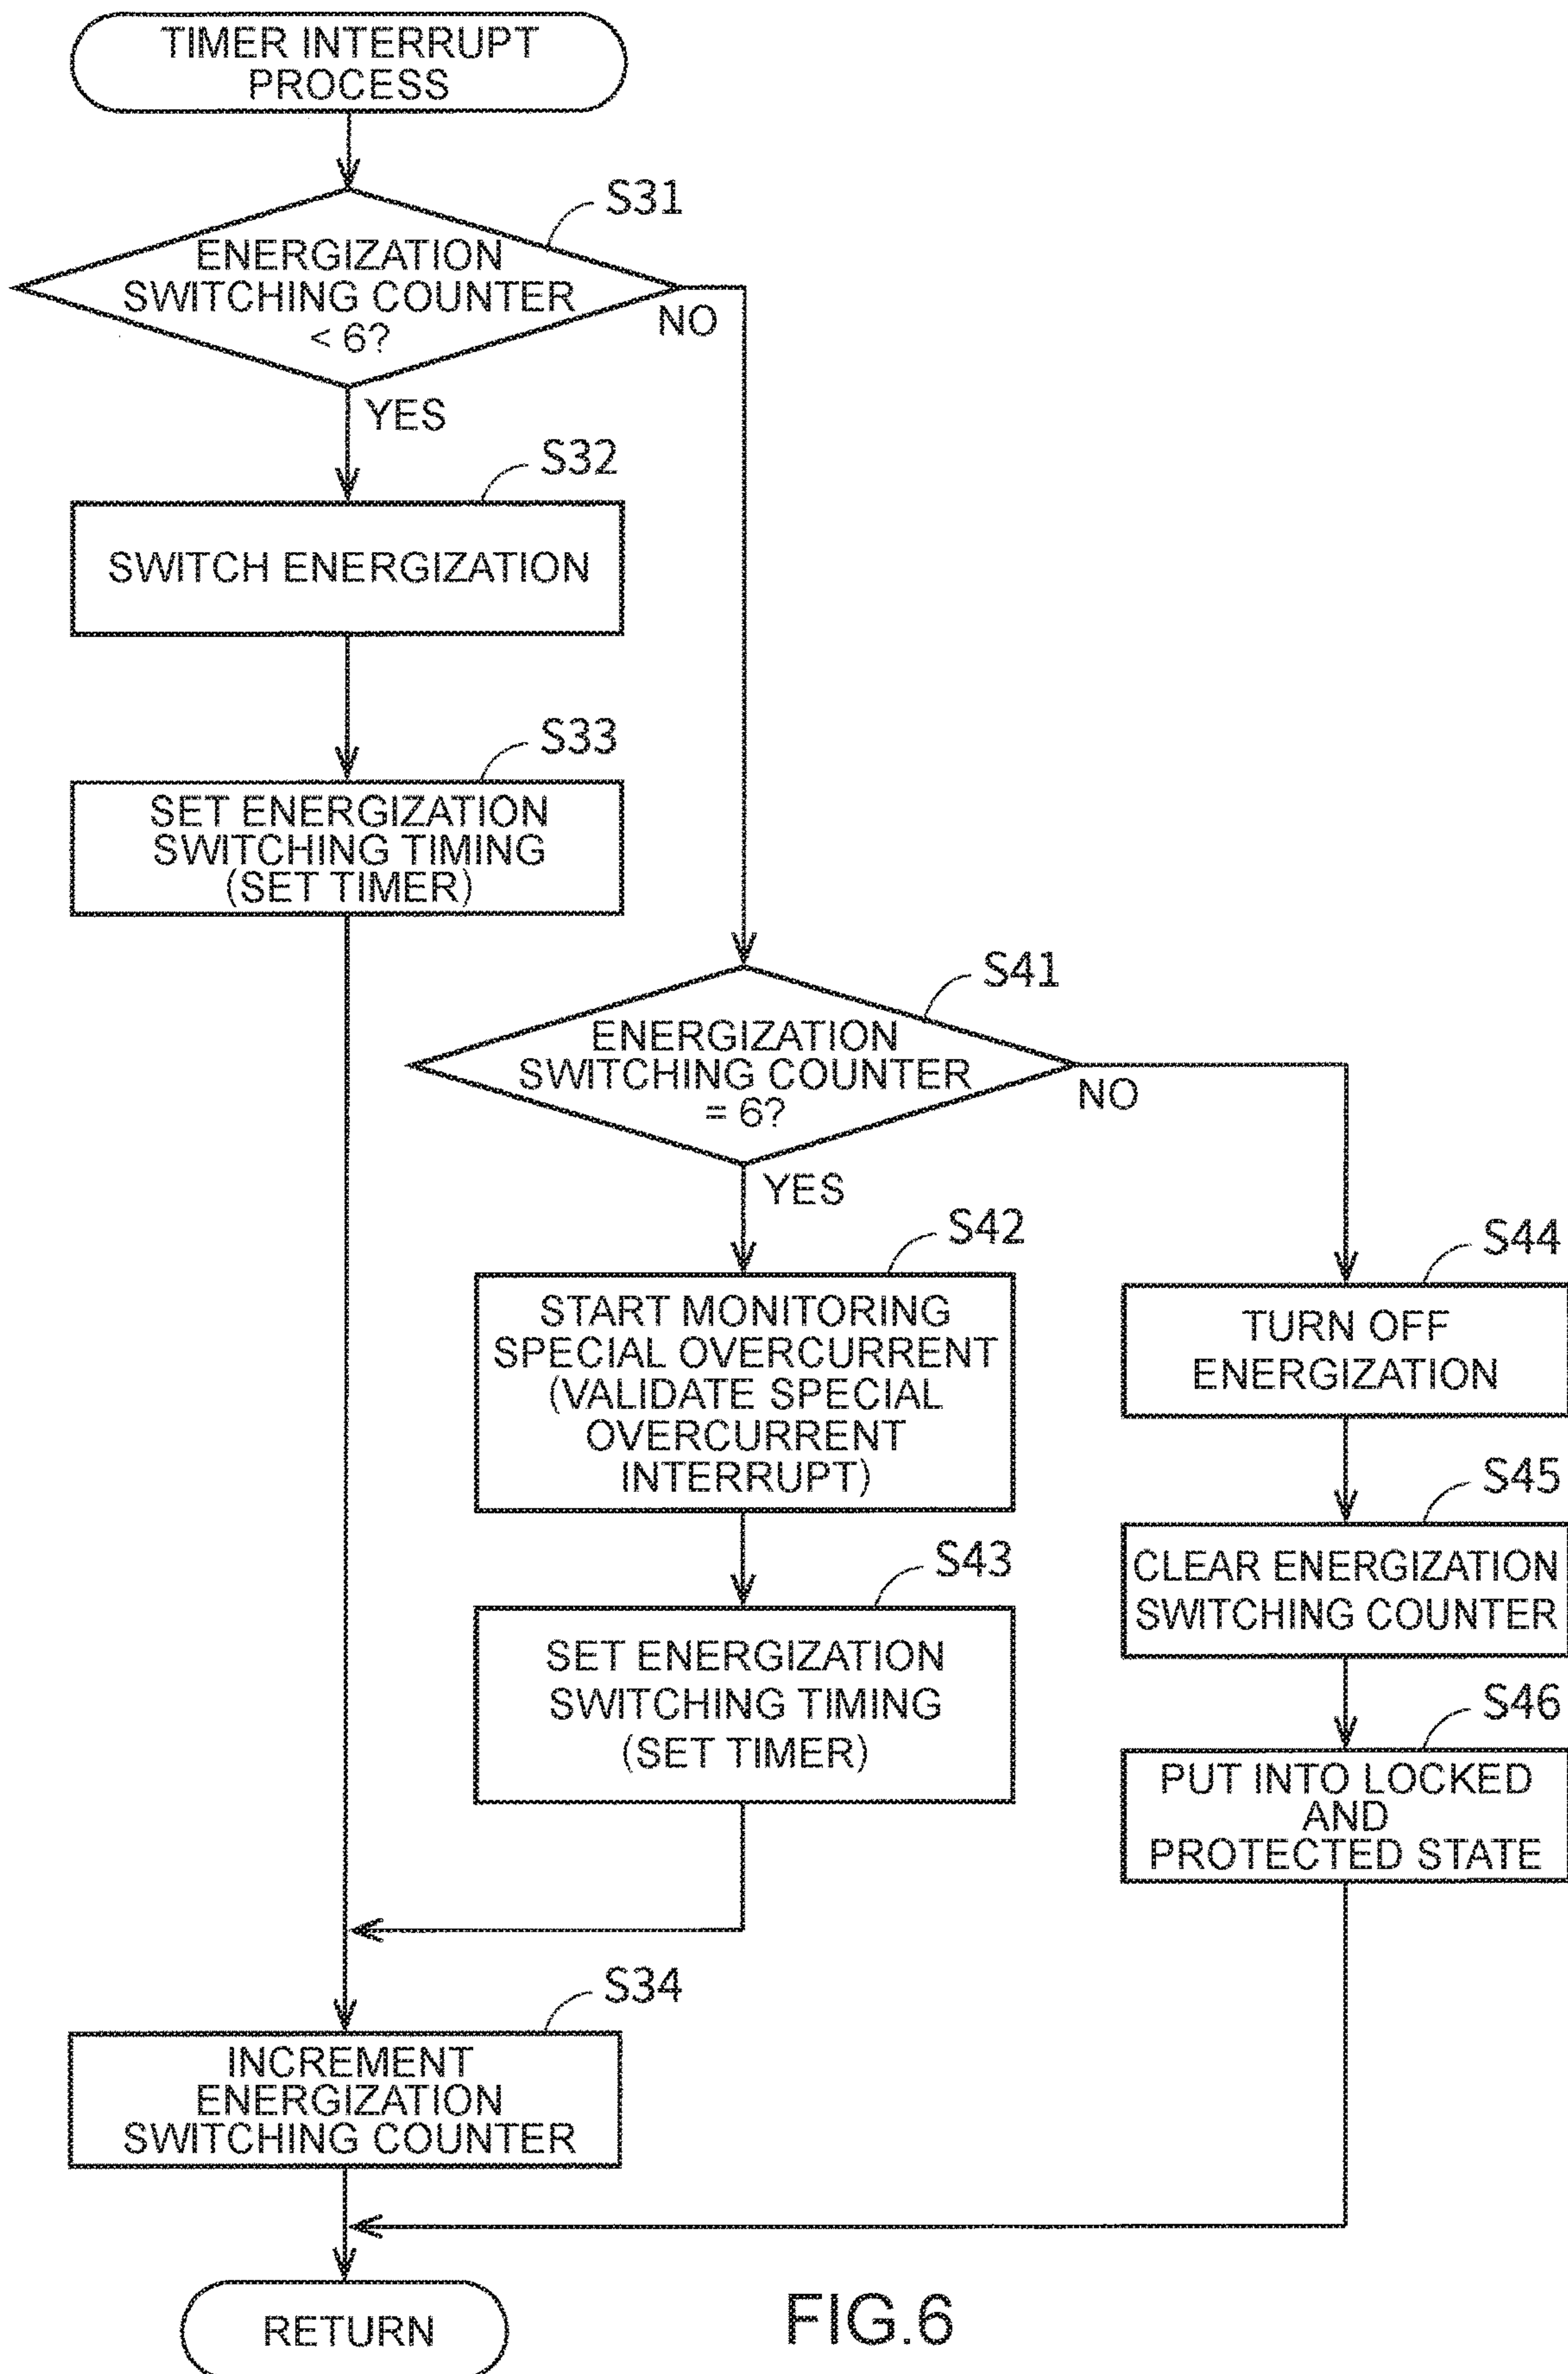 TIMER INTERRUPT
PROCESS
S31
ENERGIZATION
SWITCHING COUNTER
< 6?
NO
YES
S32
SWITCH ENERGIZATION
S33
SET ENERGIZATION
SWITCHING TIMING
(SET TIMER)
S41
ENERGIZATION
SWITCHING COUNTER
= 6?
NO
YES
S42
START MONITORING
SPECIAL OVERCURRENT
(VALIDATE SPECIAL
OVERCURRENT
INTERRUPT)
S43
SET ENERGIZATION
SWITCHING TIMING
(SET TIMER)
S44
TURN OFF
ENERGIZATION
S45
CLEAR ENERGIZATION
SWITCHING COUNTER
S46
PUT INTO LOCKED
AND
PROTECTED STATE
S34
INCREMENT
ENERGIZATION
SWITCHING COUNTER
RETURN
FIG.6